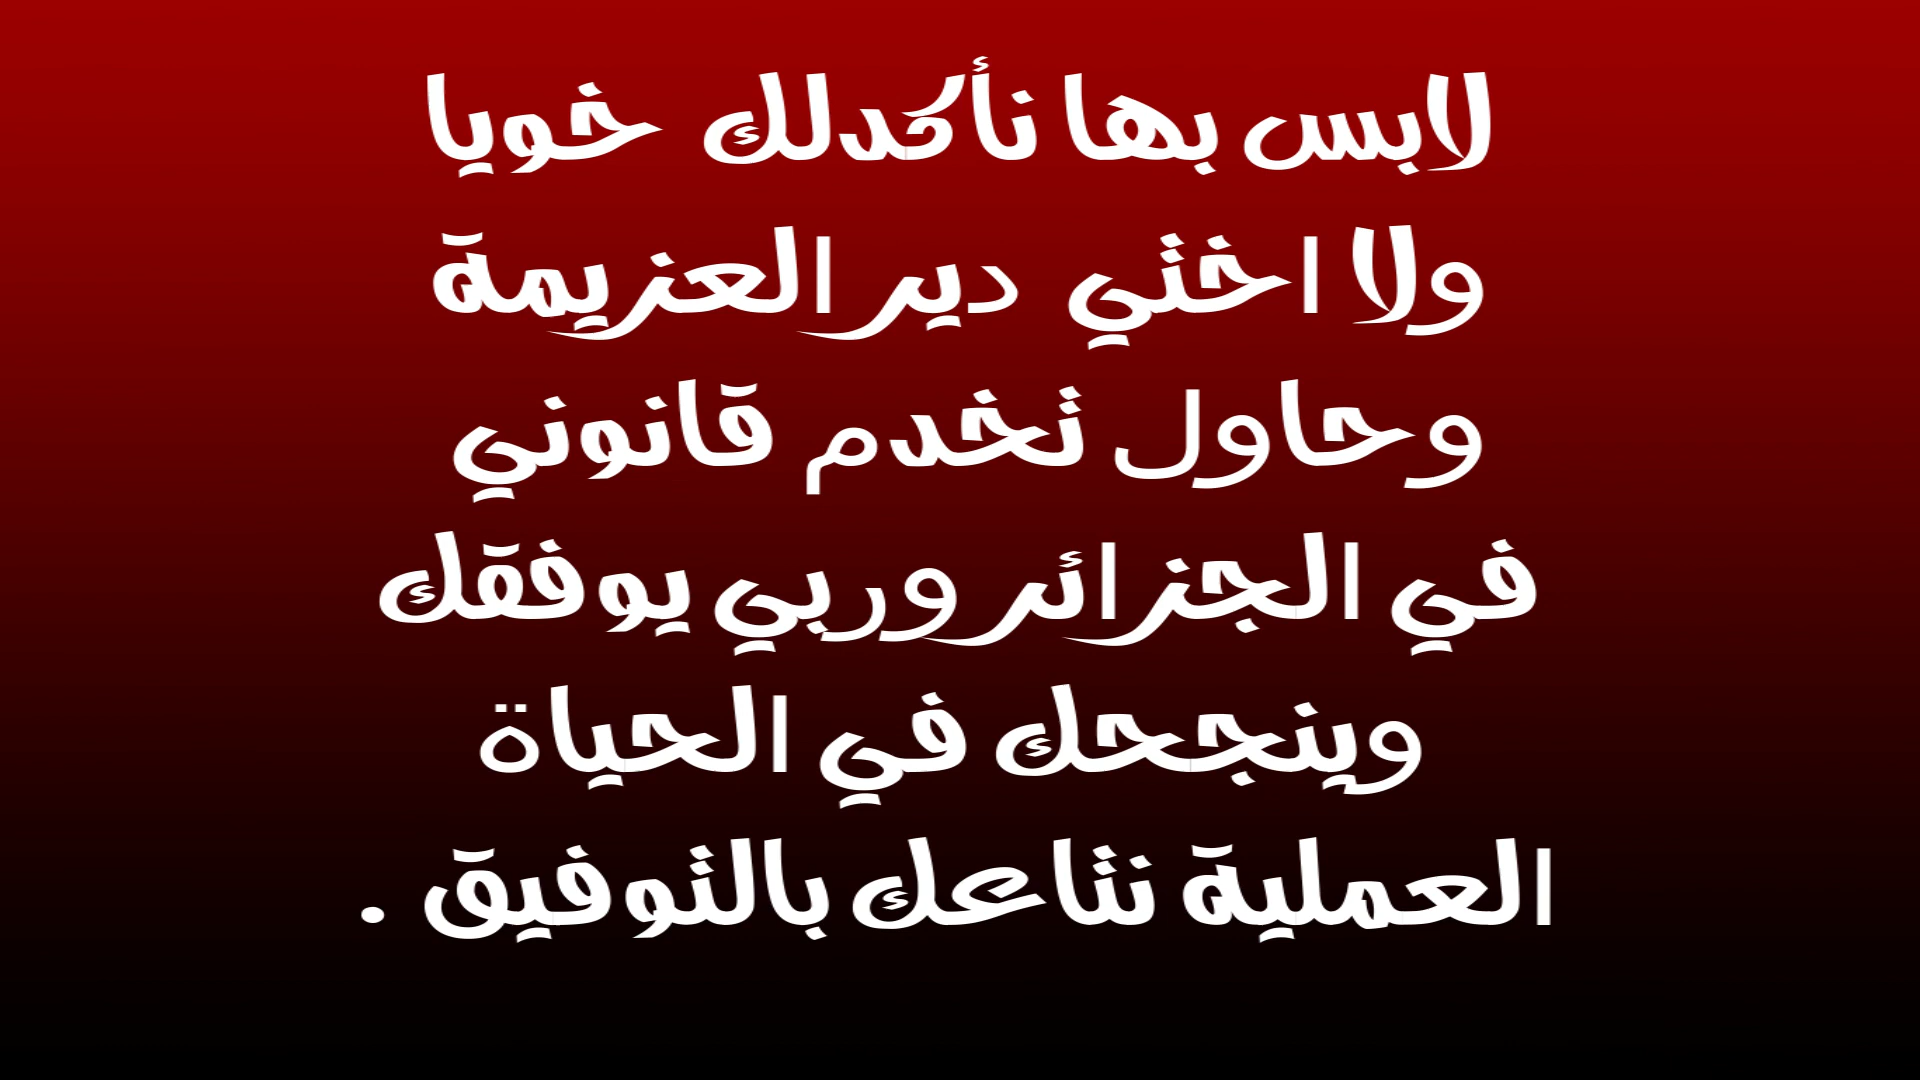 لابس بها نأكدلك خويا
ولا اختي دير العزيمة
وحاول تخدم قانوني
في الجزائر وربي يوفقك
وينجحك في الحياة
العملية نتاعك بالتوفيق .